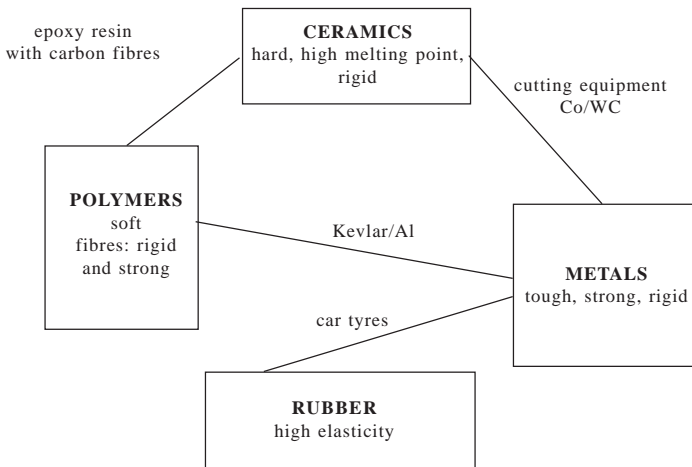 epoxy resin
with carbon fibres
CERAMICS
hard, high melting point,
rigid
cutting equipment
Co/WC
POLYMERS
soft
fibres: rigid
and strong
Kevlar/Al
METALS
tough, strong, rigid
car tyres
RUBBER
high elasticity